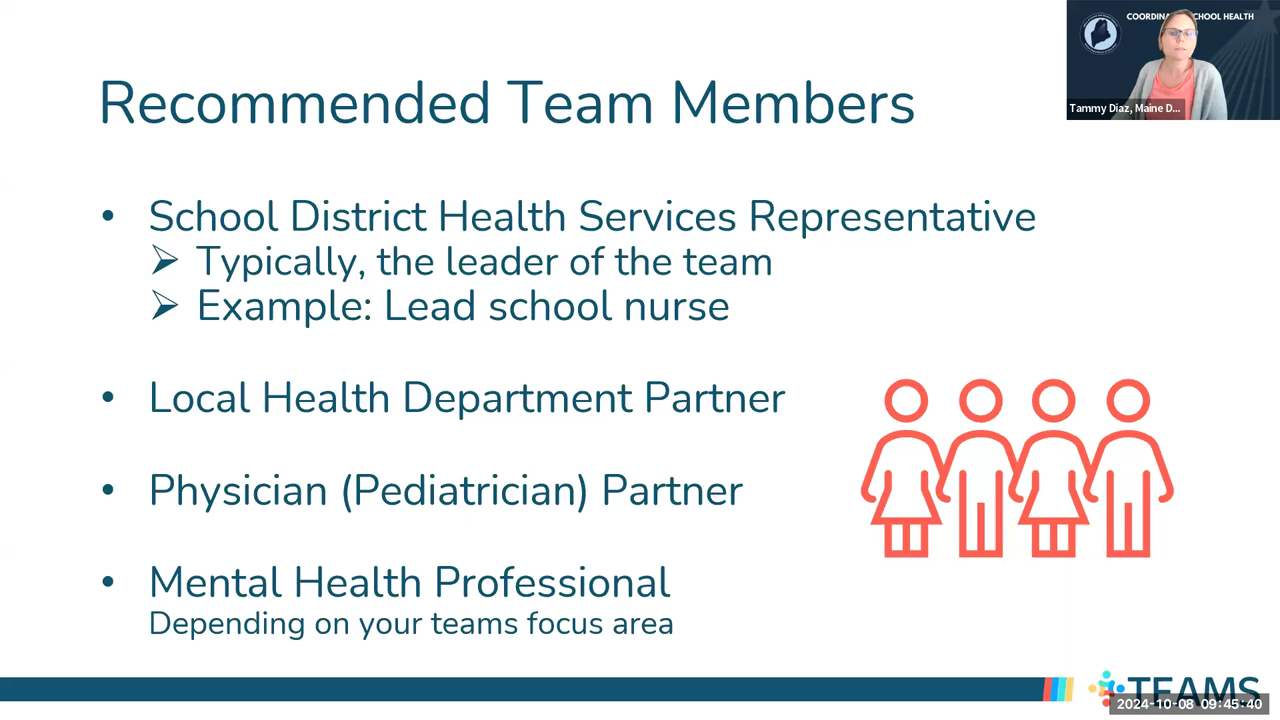 COORDINA SCHOOL HEALTH
Tammy Diaz, Maine D...
Recommended Team Members
• School District Health Services Representative
➢ Typically, the leader of the team
➢ Example: Lead school nurse
• Local Health Department Partner
• Physician (Pediatrician) Partner
• Mental Health Professional
Depending on your teams focus area
TEAMS
2024-10-08 09:45:40